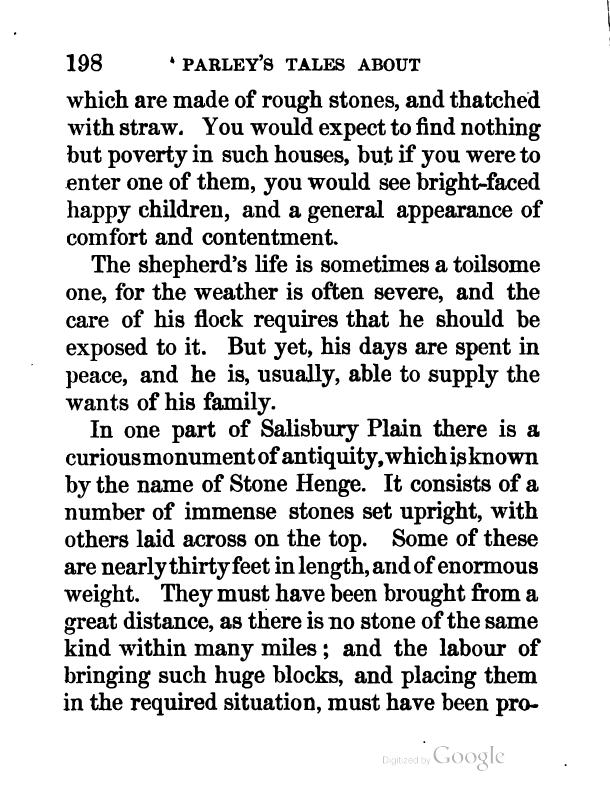 198 ‘ PARLEY'S TALES ABOUT
which are made of rough stones, and thatched
with straw. You would expect to find nothing
but poverty in such houses, but if you were to
enter one of them, you would see bright-faced
happy children, and a general appearance of
comfort and contentment.
The shepherd's life is sometimes a toilsome
one, for the weather is often severe, and the
care of his flock requires that he should be
exposed to it. But yet, his days are spent in
peace, and he is, usually, able to supply the
wants of his family.
In one part of Salisbury Plain there is a
curious monument of antiquity, which is known
by the name of Stone Henge. It consists of a
number of immense stones set upright, with
others laid across on the top. Some of these
are nearly thirty feet in length, and of enormous
weight. They must have been brought from a
great distance, as there is no stone of the same
kind within many miles; and the labour of
bringing such huge blocks, and placing them
in the required situation, must have been pro-
Digitized by Google